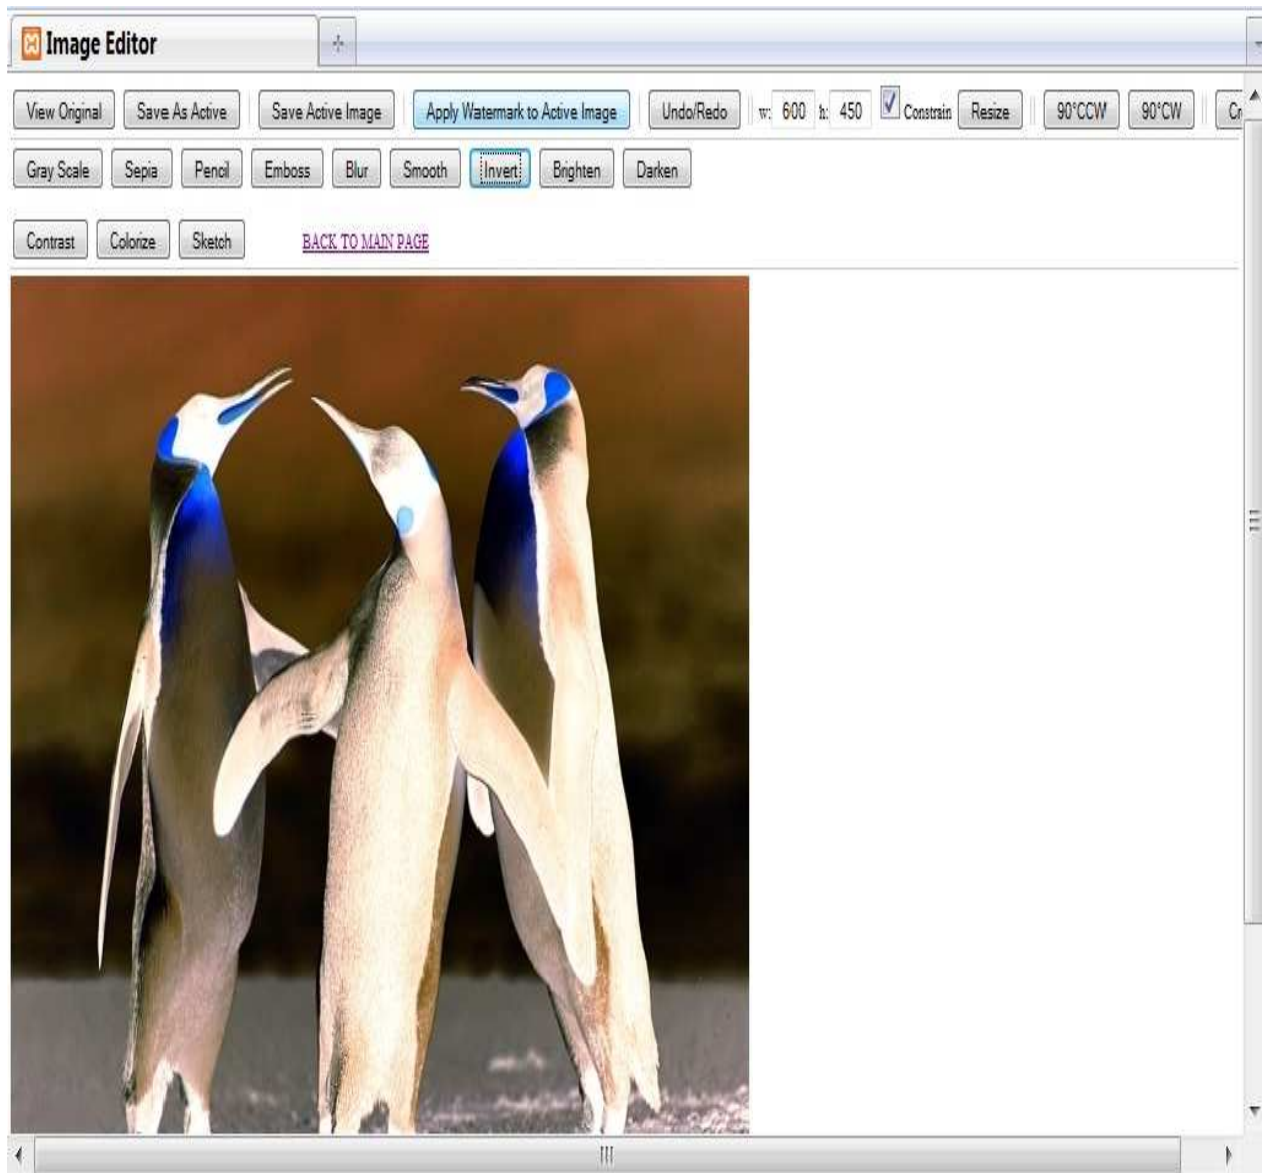 Image Editor
View Original Save As Active Save Active Image Apply Watermark to Active Image Undo/Redo w: 600 h: 450 Constrain Resize 90°CCW 90°CW Cr
Gray Scale Sepia Pencil Emboss Blur Smooth Invert Brighten Darken
Contrast Colorize Sketch BACK TO MAIN PAGE